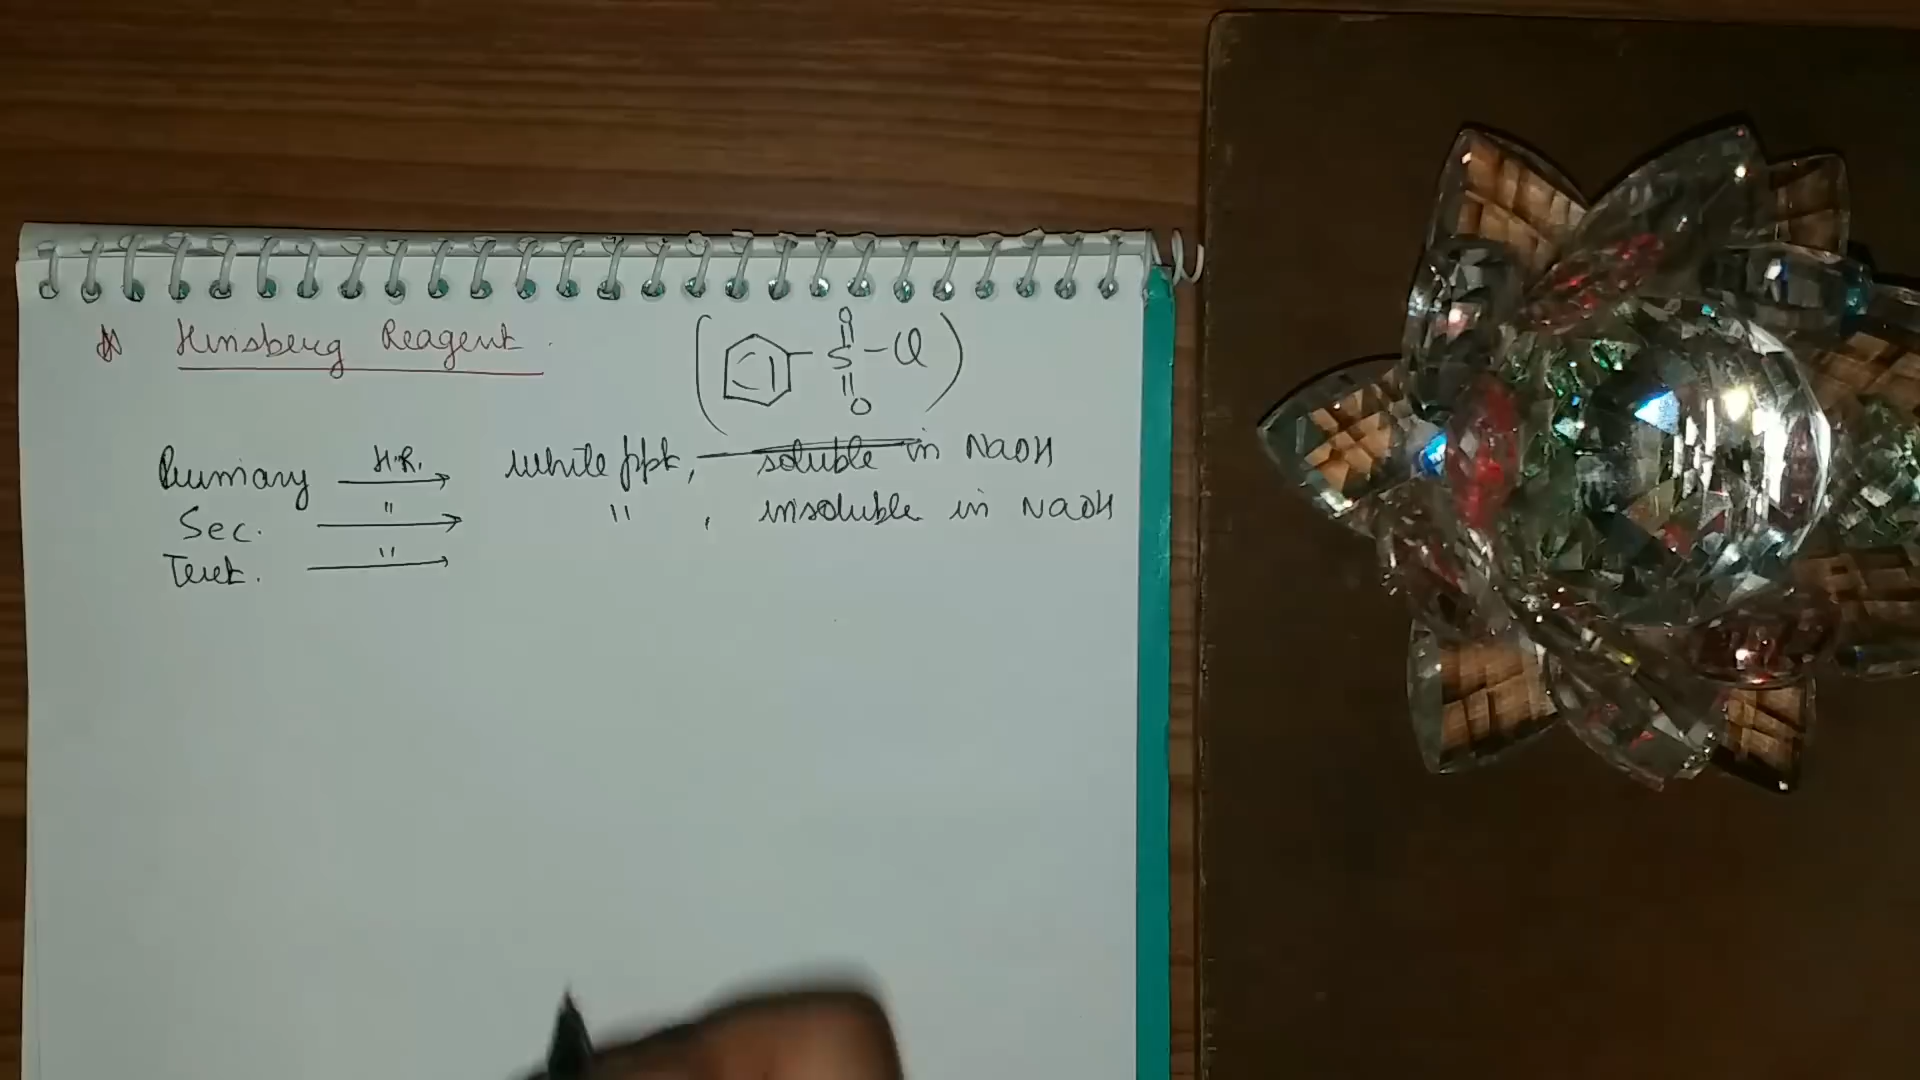 Hinsberg Reagent.
( S O O - Cl )
Primary H.R. → white ppt, soluble in NaOH
Sec. " → " , insoluble in NaOH
Tert. " →